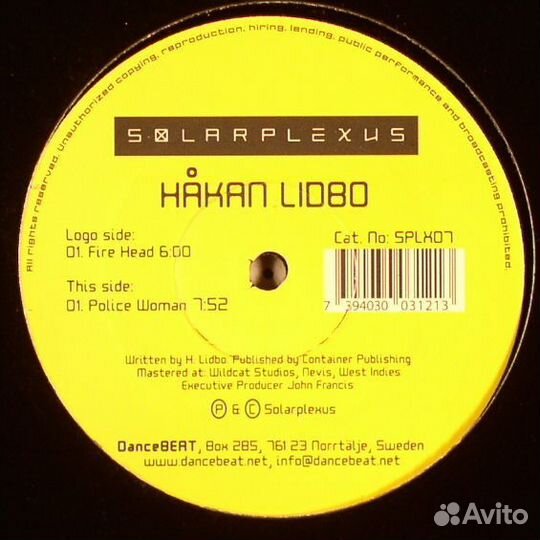 All rights reserved. Unauthorized copying, reproduction, hiring, lending, public performance and broadcasting prohibited.
SOLARPLEXUS
HÅKAN LIDBO
Logo side:
01. Fire Head 6:00
Cat. No: SPLX07
This side:
01. Police Woman 7:52
7 394030 031213
Written by H. Lidbo. Published by Container Publishing
Mastered at: Wildcat Studios, Nevis, West Indies
Executive Producer John Francis
Ⓟ & Ⓒ Solarplexus
DanceBEAT, Box 285, 761 23 Norrtälje, Sweden
www.dancebeat.net, info@dancebeat.net
Avito